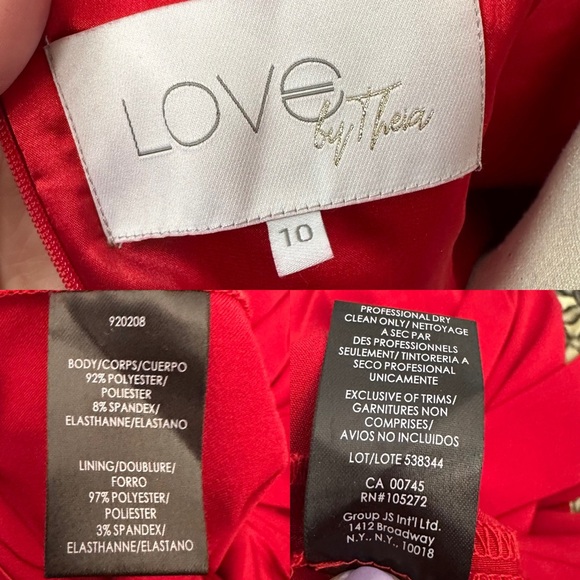 LOVE
by Theia
10
920208
BODY/CORPS/CUERPO
92% POLYESTER/
POLIESTER
8% SPANDEX/
ELASTHANNE/ELASTANO
LINING/DOUBLURE/
FORRO
97% POLYESTER/
POLIESTER
3% SPANDEX/
ELASTHANNE/ELASTANO
PROFESSIONAL DRY
CLEAN ONLY/ NETTOYAGE
A SEC PAR
DES PROFESSIONNELS
SEULEMENT/ TINTORERIA A
SECO PROFESIONAL
UNICAMENTE
EXCLUSIVE OF TRIMS/
GARNITURES NON
COMPRISES/
AVIOS NO INCLUIDOS
LOT/LOTE 538344
CA 00745
RN#105272
Group JS Int'l Ltd.
1412 Broadway
N.Y., N.Y., 10018